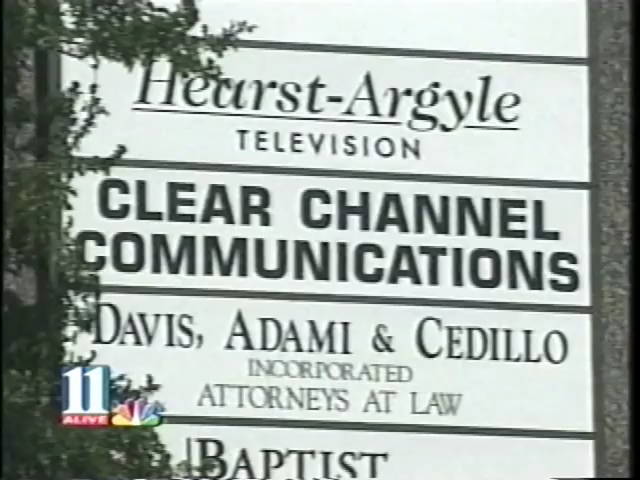 Hearst-Argyle
TELEVISION
CLEAR CHANNEL
COMMUNICATIONS
DAVIS, ADAMI & CEDILLO
INCORPORATED
ATTORNEYS AT LAW
11
ALIVE
BAPTIST